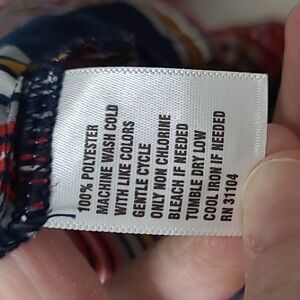 100% POLYESTER
MACHINE WASH COLD
WITH LIKE COLORS
GENTLE CYCLE
ONLY NON CHLORINE
BLEACH IF NEEDED
TUMBLE DRY LOW
COOL IRON IF NEEDED
RN 31104